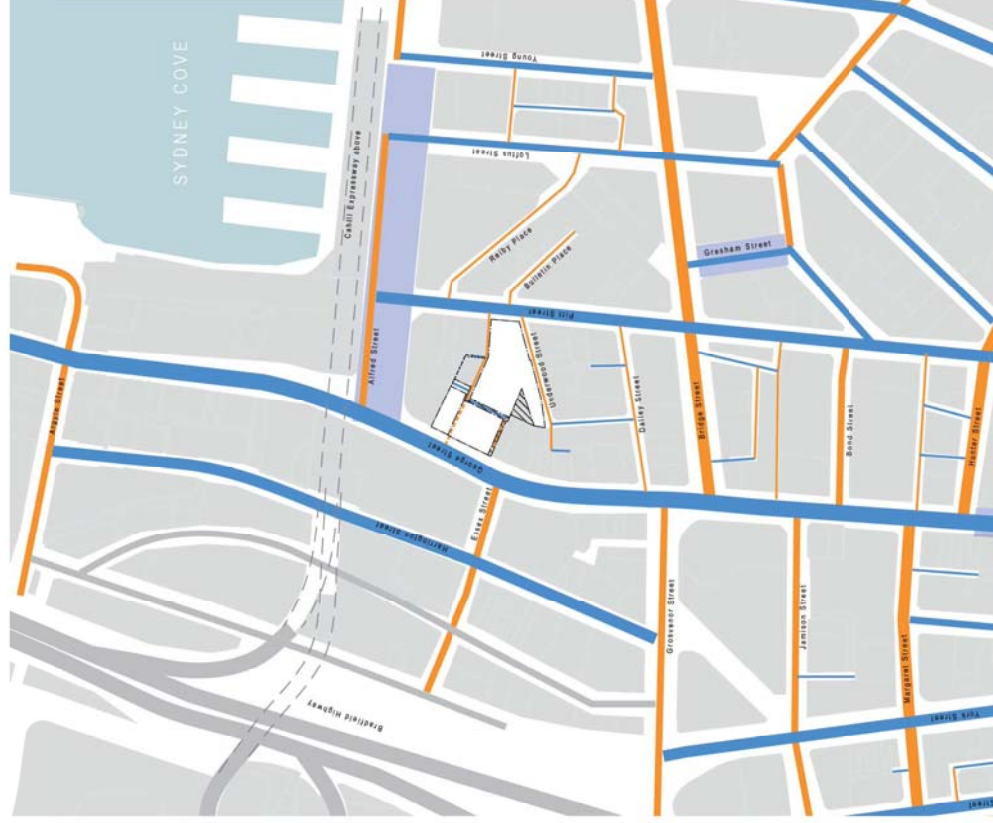 Young Street
SYDNEY COVE
Cahill Expressway above
Loftus Street
Reiby Place
Bulletin Place
Gresham Street
Pitt Street
Alfred Street
Underwood Street
Dalley Street
Bridge Street
Bond Street
Hunter Street
Argyle Street
George Street
Essex Street
Harrington Street
Grosvenor Street
Jamison Street
Margaret Street
York Street
Bradfield Highway
Street